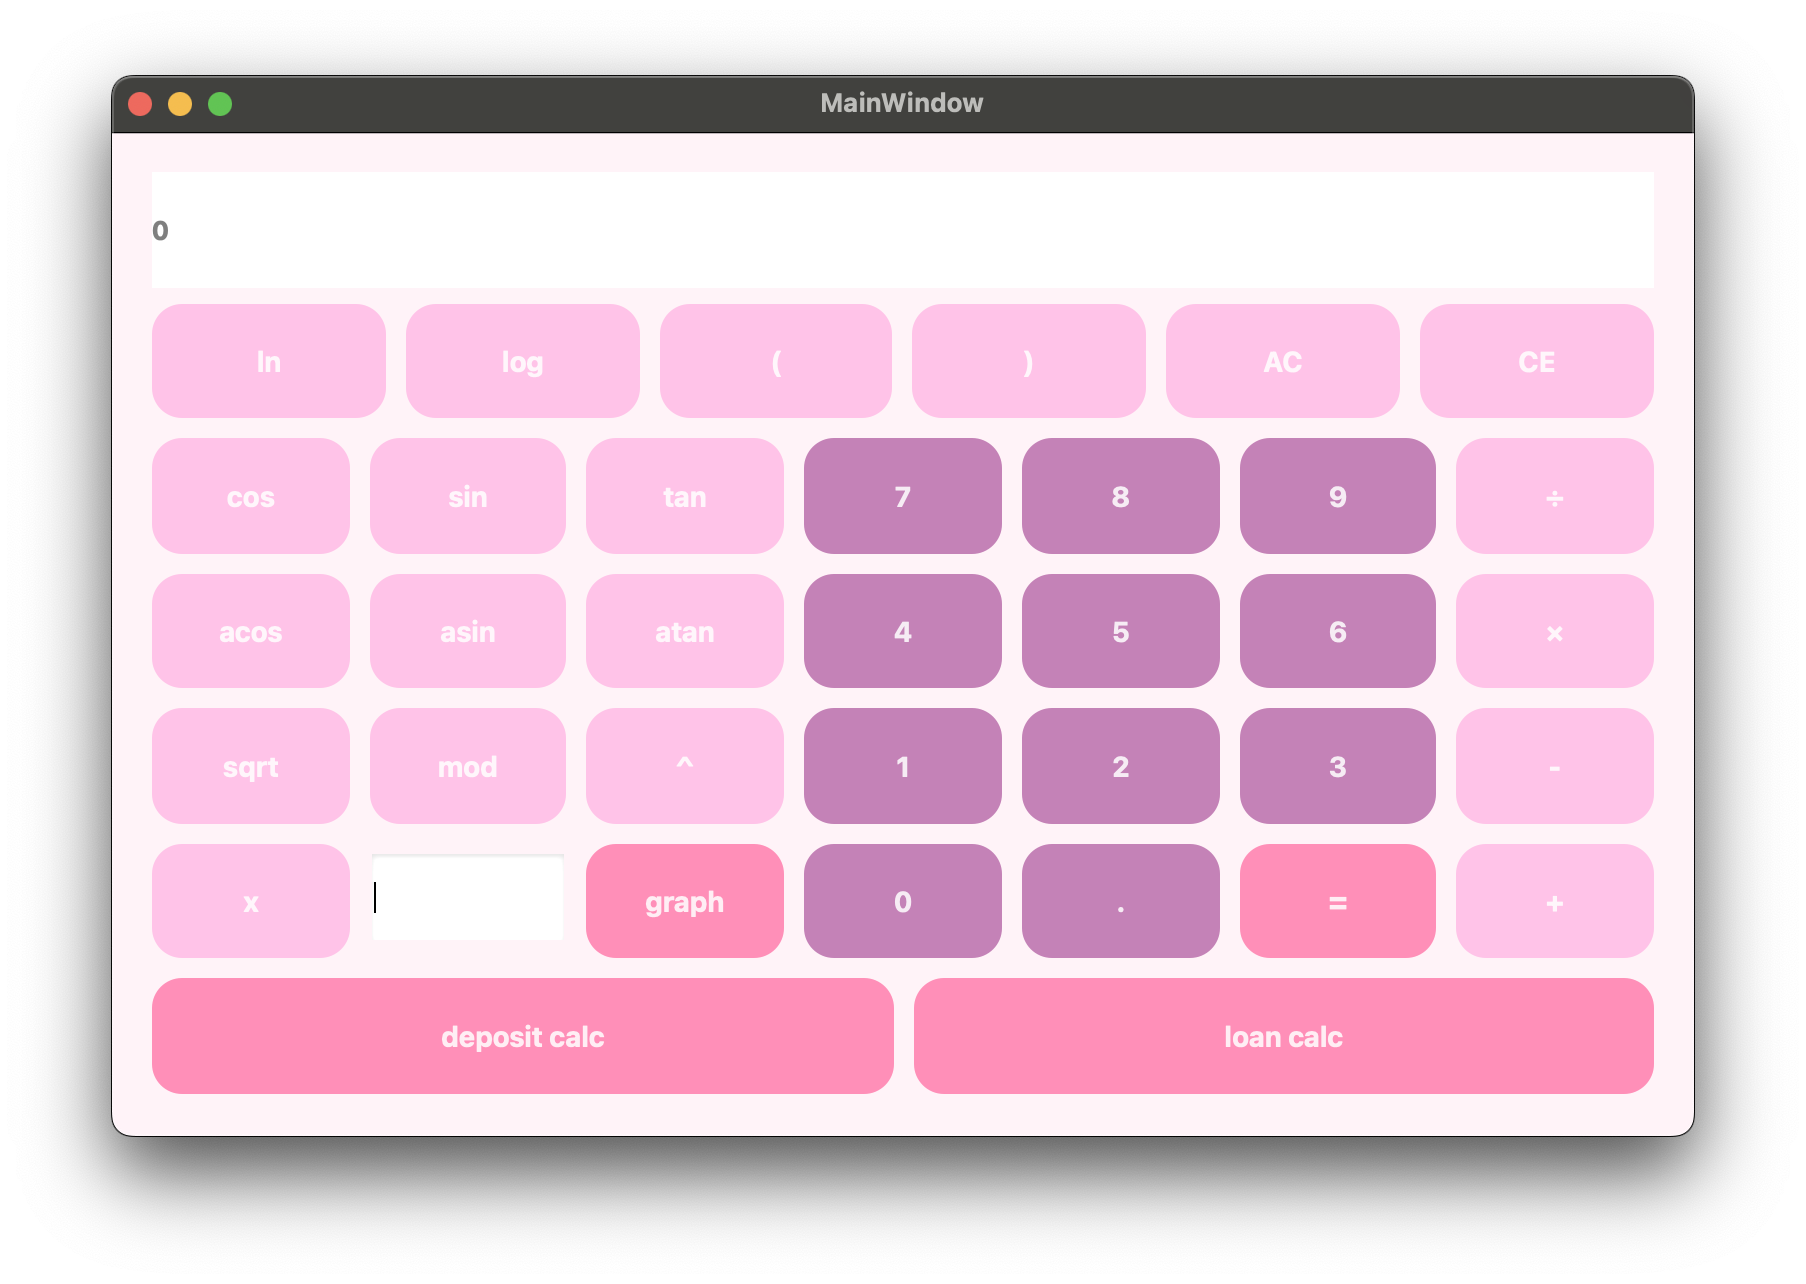 MainWindow
0
ln log ( ) AC CE
cos sin tan 7 8 9 ÷
acos asin atan 4 5 6 ×
sqrt mod ^ 1 2 3 -
x graph 0 . = +
deposit calc loan calc